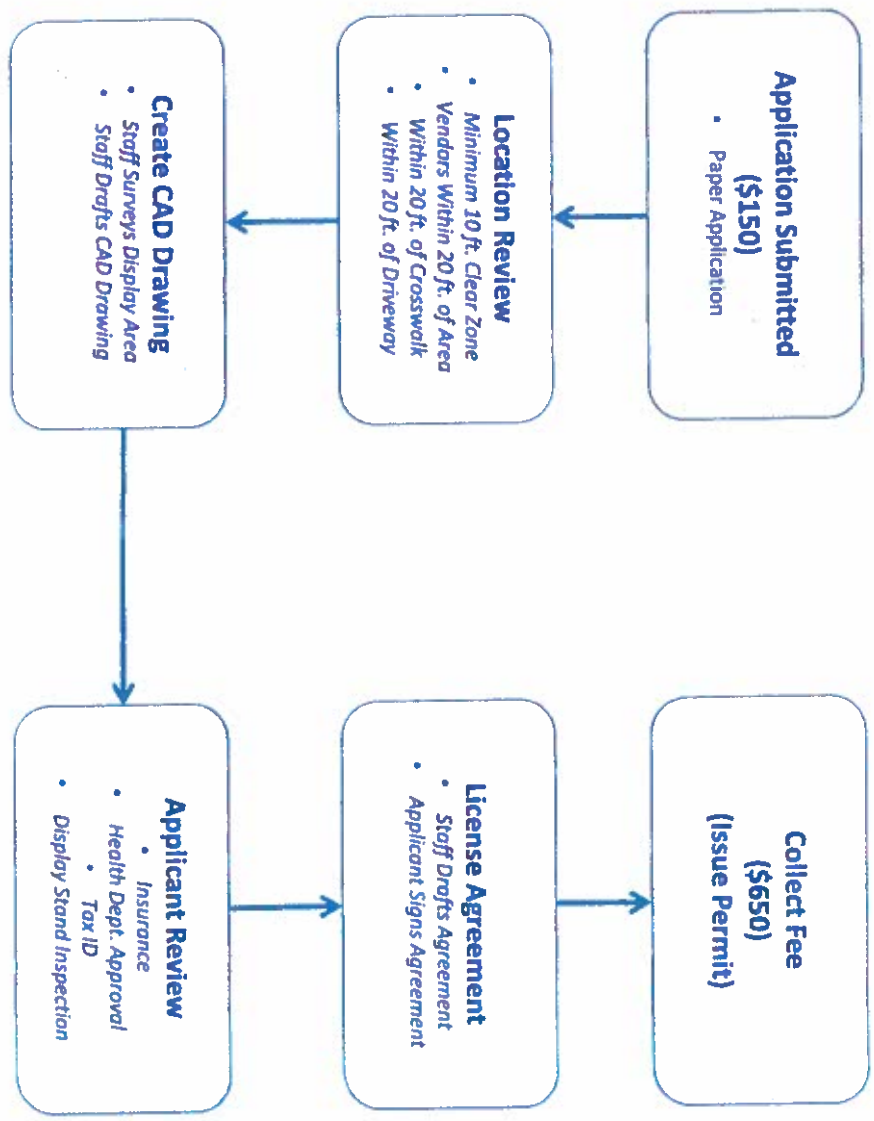 Application Submitted
($150)
• Paper Application
Location Review
• Minimum 10 ft. Clear Zone
• Vendors Within 20 ft. of Area
• Within 20 ft. of Crosswalk
• Within 20 ft. of Driveway
Create CAD Drawing
• Staff Surveys Display Area
• Staff Drafts CAD Drawing
Applicant Review
• Insurance
• Health Dept. Approval
• Tax ID
• Display Stand Inspection
License Agreement
• Staff Drafts Agreement
• Applicant Signs Agreement
Collect Fee
($650)
(Issue Permit)